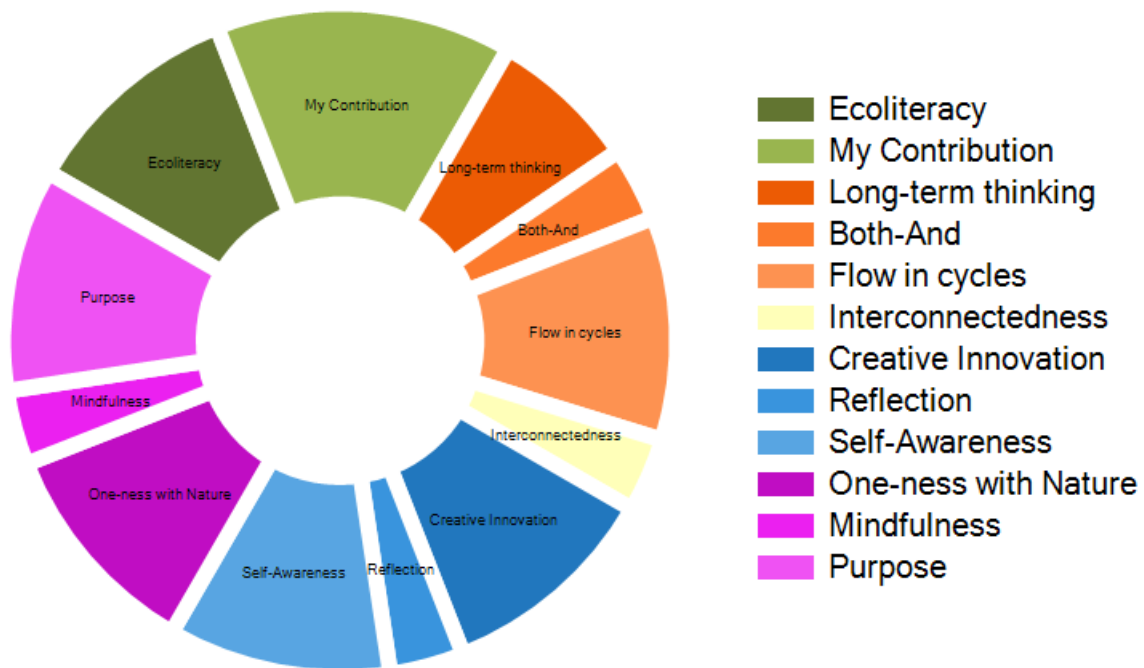 My Contribution
Ecoliteracy
Long-term thinking
Both-And
Purpose
Flow in cycles
Mindfulness
Interconnectedness
One-ness with Nature
Creative Innovation
Self-Awareness
Reflection
Ecoliteracy
My Contribution
Long-term thinking
Both-And
Flow in cycles
Interconnectedness
Creative Innovation
Reflection
Self-Awareness
One-ness with Nature
Mindfulness
Purpose